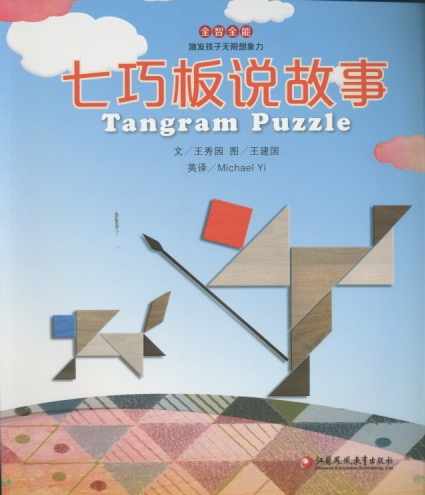 全智全能
激发孩子无限想象力
七巧板说故事
Tangram Puzzle
文／王秀园 图／王建国
英译／Michael Yi
江苏凤凰教育出版社